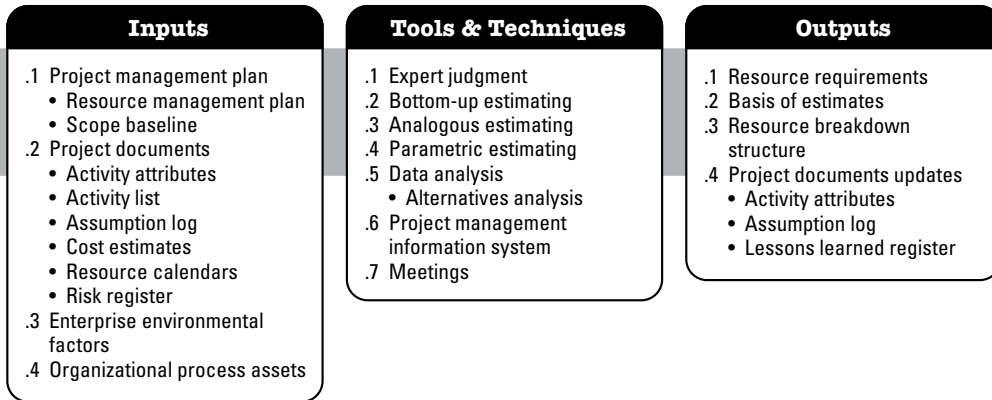 Inputs
.1 Project management plan
• Resource management plan
• Scope baseline
.2 Project documents
• Activity attributes
• Activity list
• Assumption log
• Cost estimates
• Resource calendars
• Risk register
.3 Enterprise environmental
factors
.4 Organizational process assets
Tools & Techniques
.1 Expert judgment
.2 Bottom-up estimating
.3 Analogous estimating
.4 Parametric estimating
.5 Data analysis
• Alternatives analysis
.6 Project management
information system
.7 Meetings
Outputs
.1 Resource requirements
.2 Basis of estimates
.3 Resource breakdown
structure
.4 Project documents updates
• Activity attributes
• Assumption log
• Lessons learned register